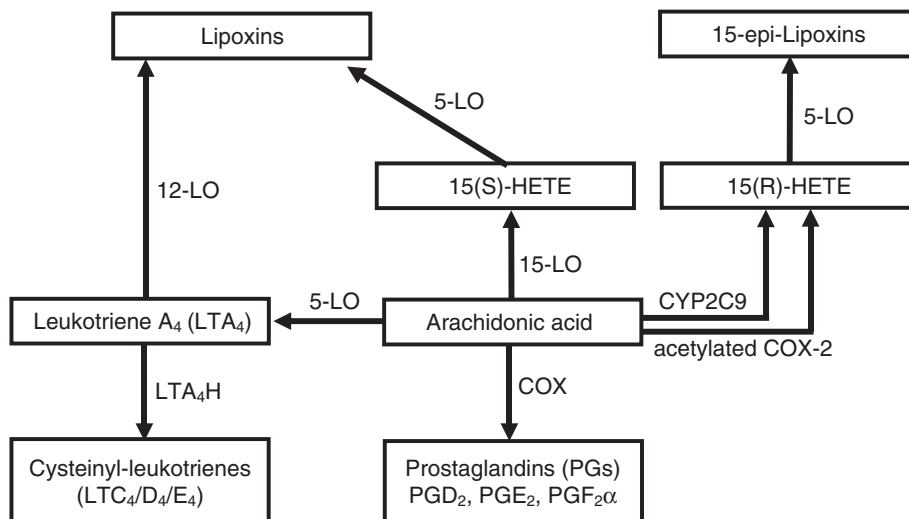 Lipoxins
15-epi-Lipoxins
5-LO
5-LO
12-LO
15(S)-HETE
15(R)-HETE
15-LO
5-LO
CYP2C9
Leukotriene A₄ (LTA₄)
Arachidonic acid
acetylated COX-2
LTA₄H
COX
Cysteinyl-leukotrienes
(LTC₄/D₄/E₄)
Prostaglandins (PGs)
PGD₂, PGE₂, PGF₂α